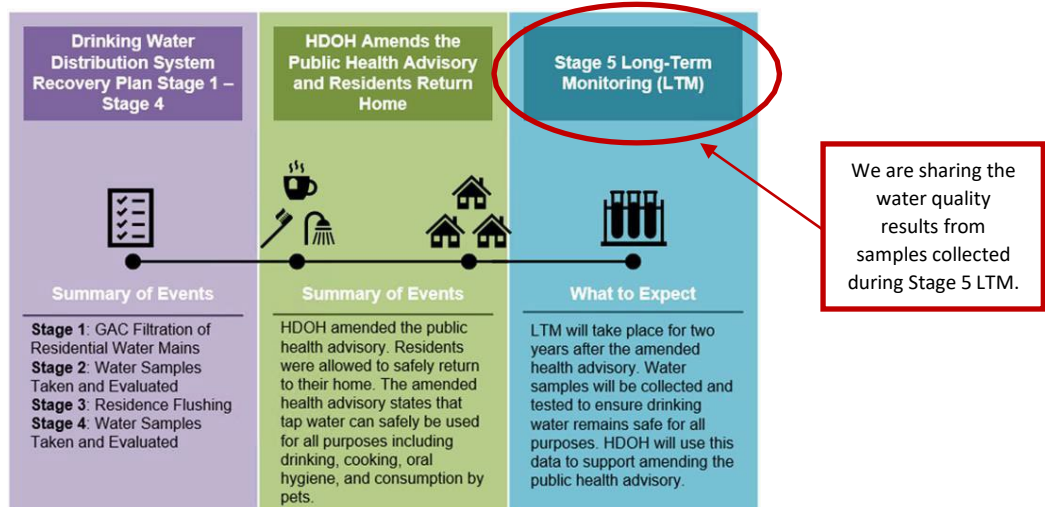 Drinking Water
Distribution System
Recovery Plan Stage 1 –
Stage 4
HDOH Amends the
Public Health Advisory
and Residents Return
Home
Stage 5 Long-Term
Monitoring (LTM)
We are sharing the
water quality
results from
samples collected
during Stage 5 LTM.
Summary of Events
Stage 1: GAC Filtration of
Residential Water Mains
Stage 2: Water Samples
Taken and Evaluated
Stage 3: Residence Flushing
Stage 4: Water Samples
Taken and Evaluated
Summary of Events
HDOH amended the public
health advisory. Residents
were allowed to safely return
to their home. The amended
health advisory states that
tap water can safely be used
for all purposes including
drinking, cooking, oral
hygiene, and consumption by
pets.
What to Expect
LTM will take place for two
years after the amended
health advisory. Water
samples will be collected and
tested to ensure drinking
water remains safe for all
purposes. HDOH will use this
data to support amending the
public health advisory.